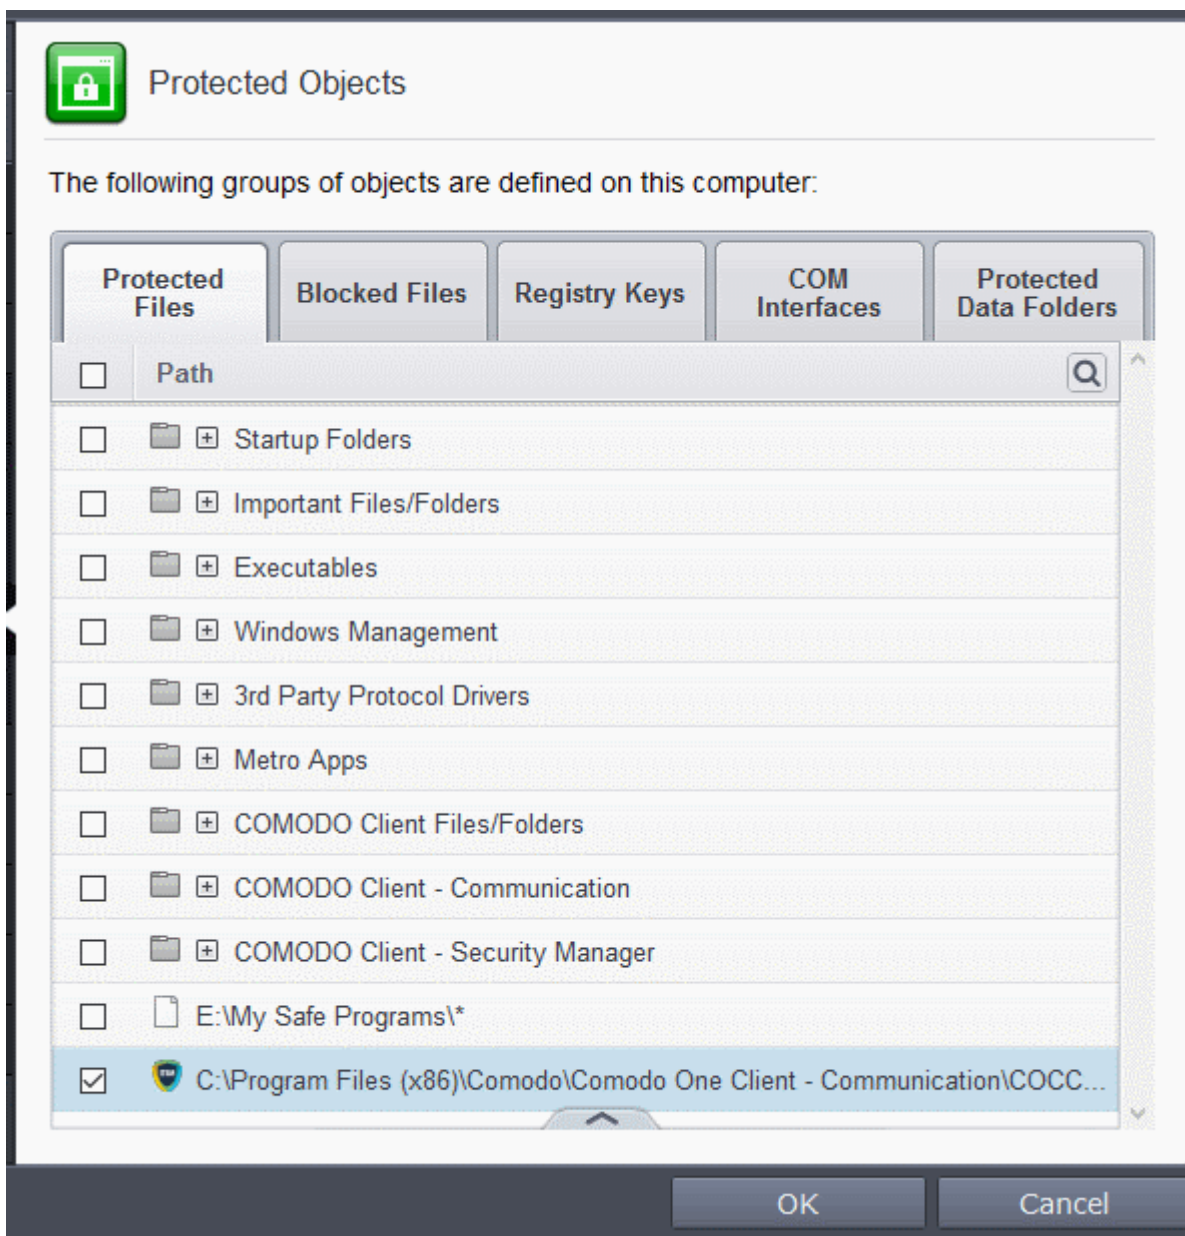 Protected Objects
The following groups of objects are defined on this computer:
Protected
Files
Blocked Files
Registry Keys
COM
Interfaces
Protected
Data Folders
Path
Startup Folders
Important Files/Folders
Executables
Windows Management
3rd Party Protocol Drivers
Metro Apps
COMODO Client Files/Folders
COMODO Client - Communication
COMODO Client - Security Manager
E:\My Safe Programs\*
C:\Program Files (x86)\Comodo\Comodo One Client - Communication\COCC...
OK
Cancel